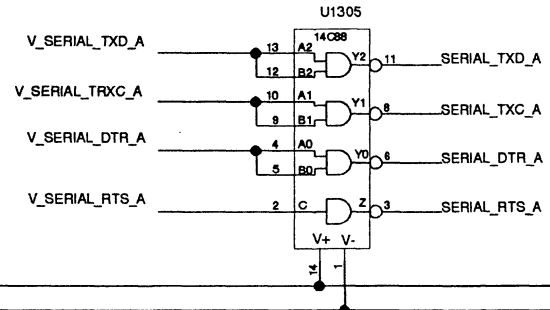 U1305
14C88
V_SERIAL_TXD_A 13 A2 Y2 11 SERIAL_TXD_A
12 B2
V_SERIAL_TRXC_A 10 A1 Y1 8 SERIAL_TXC_A
9 B1
V_SERIAL_DTR_A 4 A0 Y0 6 SERIAL_DTR_A
5 B0
V_SERIAL_RTS_A 2 C Z 3 SERIAL_RTS_A
V+ V-
14 1